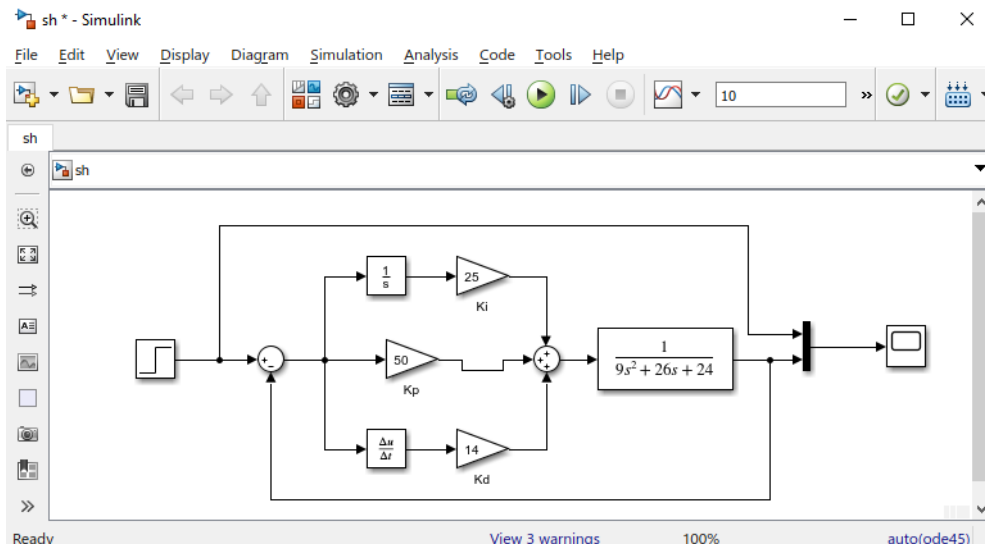 sh * - Simulink
File Edit View Display Diagram Simulation Analysis Code Tools Help
10 »
sh
sh
1
s
25
Ki
+
-
50
Kp
+
+
+
1
9s² + 26s + 24
Δu
Δt
14
Kd
A
»
Ready View 3 warnings 100% auto(ode45)